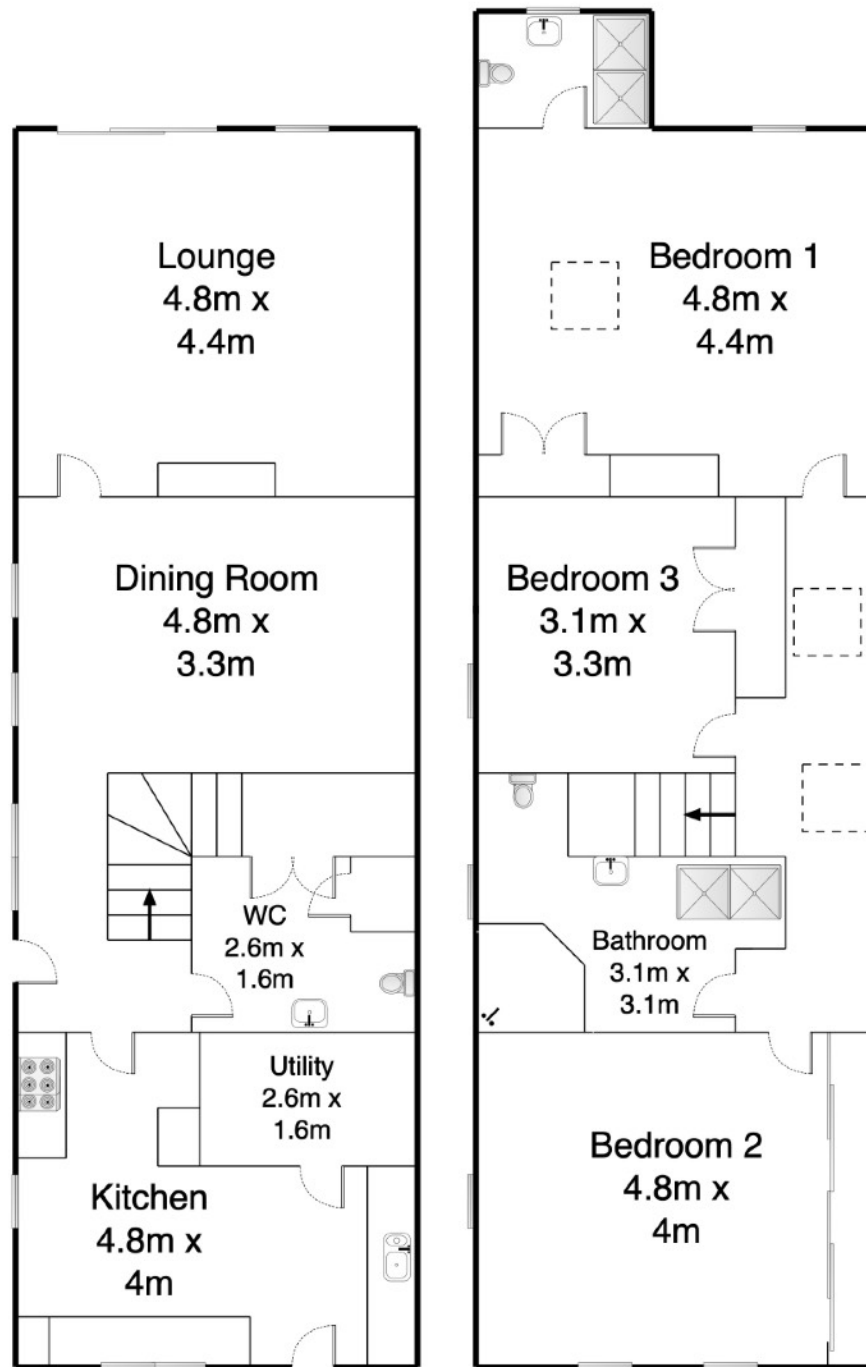 Lounge
4.8m x
4.4m
Dining Room
4.8m x
3.3m
WC
2.6m x
1.6m
Utility
2.6m x
1.6m
Kitchen
4.8m x
4m
Bedroom 1
4.8m x
4.4m
Bedroom 3
3.1m x
3.3m
Bathroom
3.1m x
3.1m
Bedroom 2
4.8m x
4m